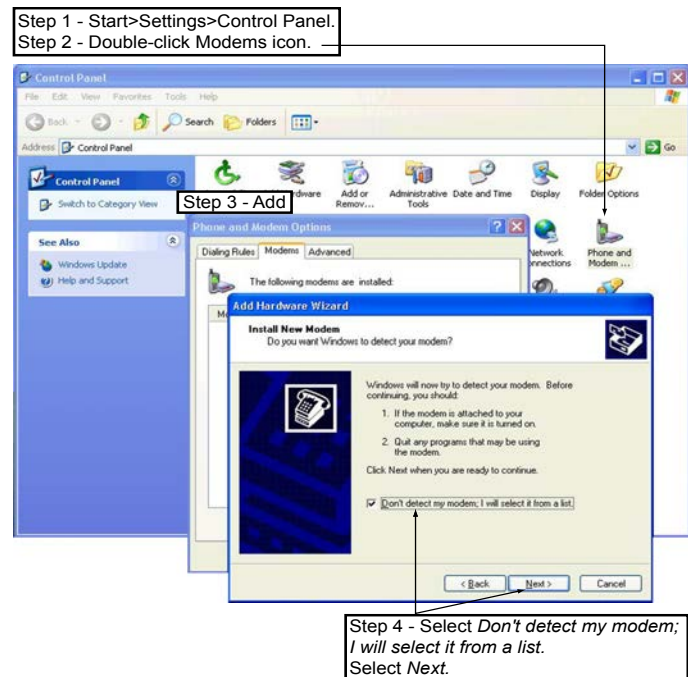 Step 1 - Start>Settings>Control Panel.
Step 2 - Double-click Modems icon.
Control Panel
File Edit View Favorites Tools Help
Back Search Folders
Address Control Panel Go
Control Panel
Switch to Category View
See Also
Windows Update
Help and Support
Add or Remov...
Administrative Tools
Date and Time
Display
Folder Options
Step 3 - Add
Network
Phone and Modem ...
Phone and Modem Options
Dialing Rules Modems Advanced
The following modems are installed:
Add Hardware Wizard
Install New Modem
Do you want Windows to detect your modem?
Windows will now try to detect your modem. Before
continuing, you should:
1. If the modem is attached to your
computer, make sure it is turned on.
2. Quit any programs that may be using
the modem.
Click Next when you are ready to continue.
Don't detect my modem; I will select it from a list.
< Back Next > Cancel
Step 4 - Select Don't detect my modem;
I will select it from a list.
Select Next.